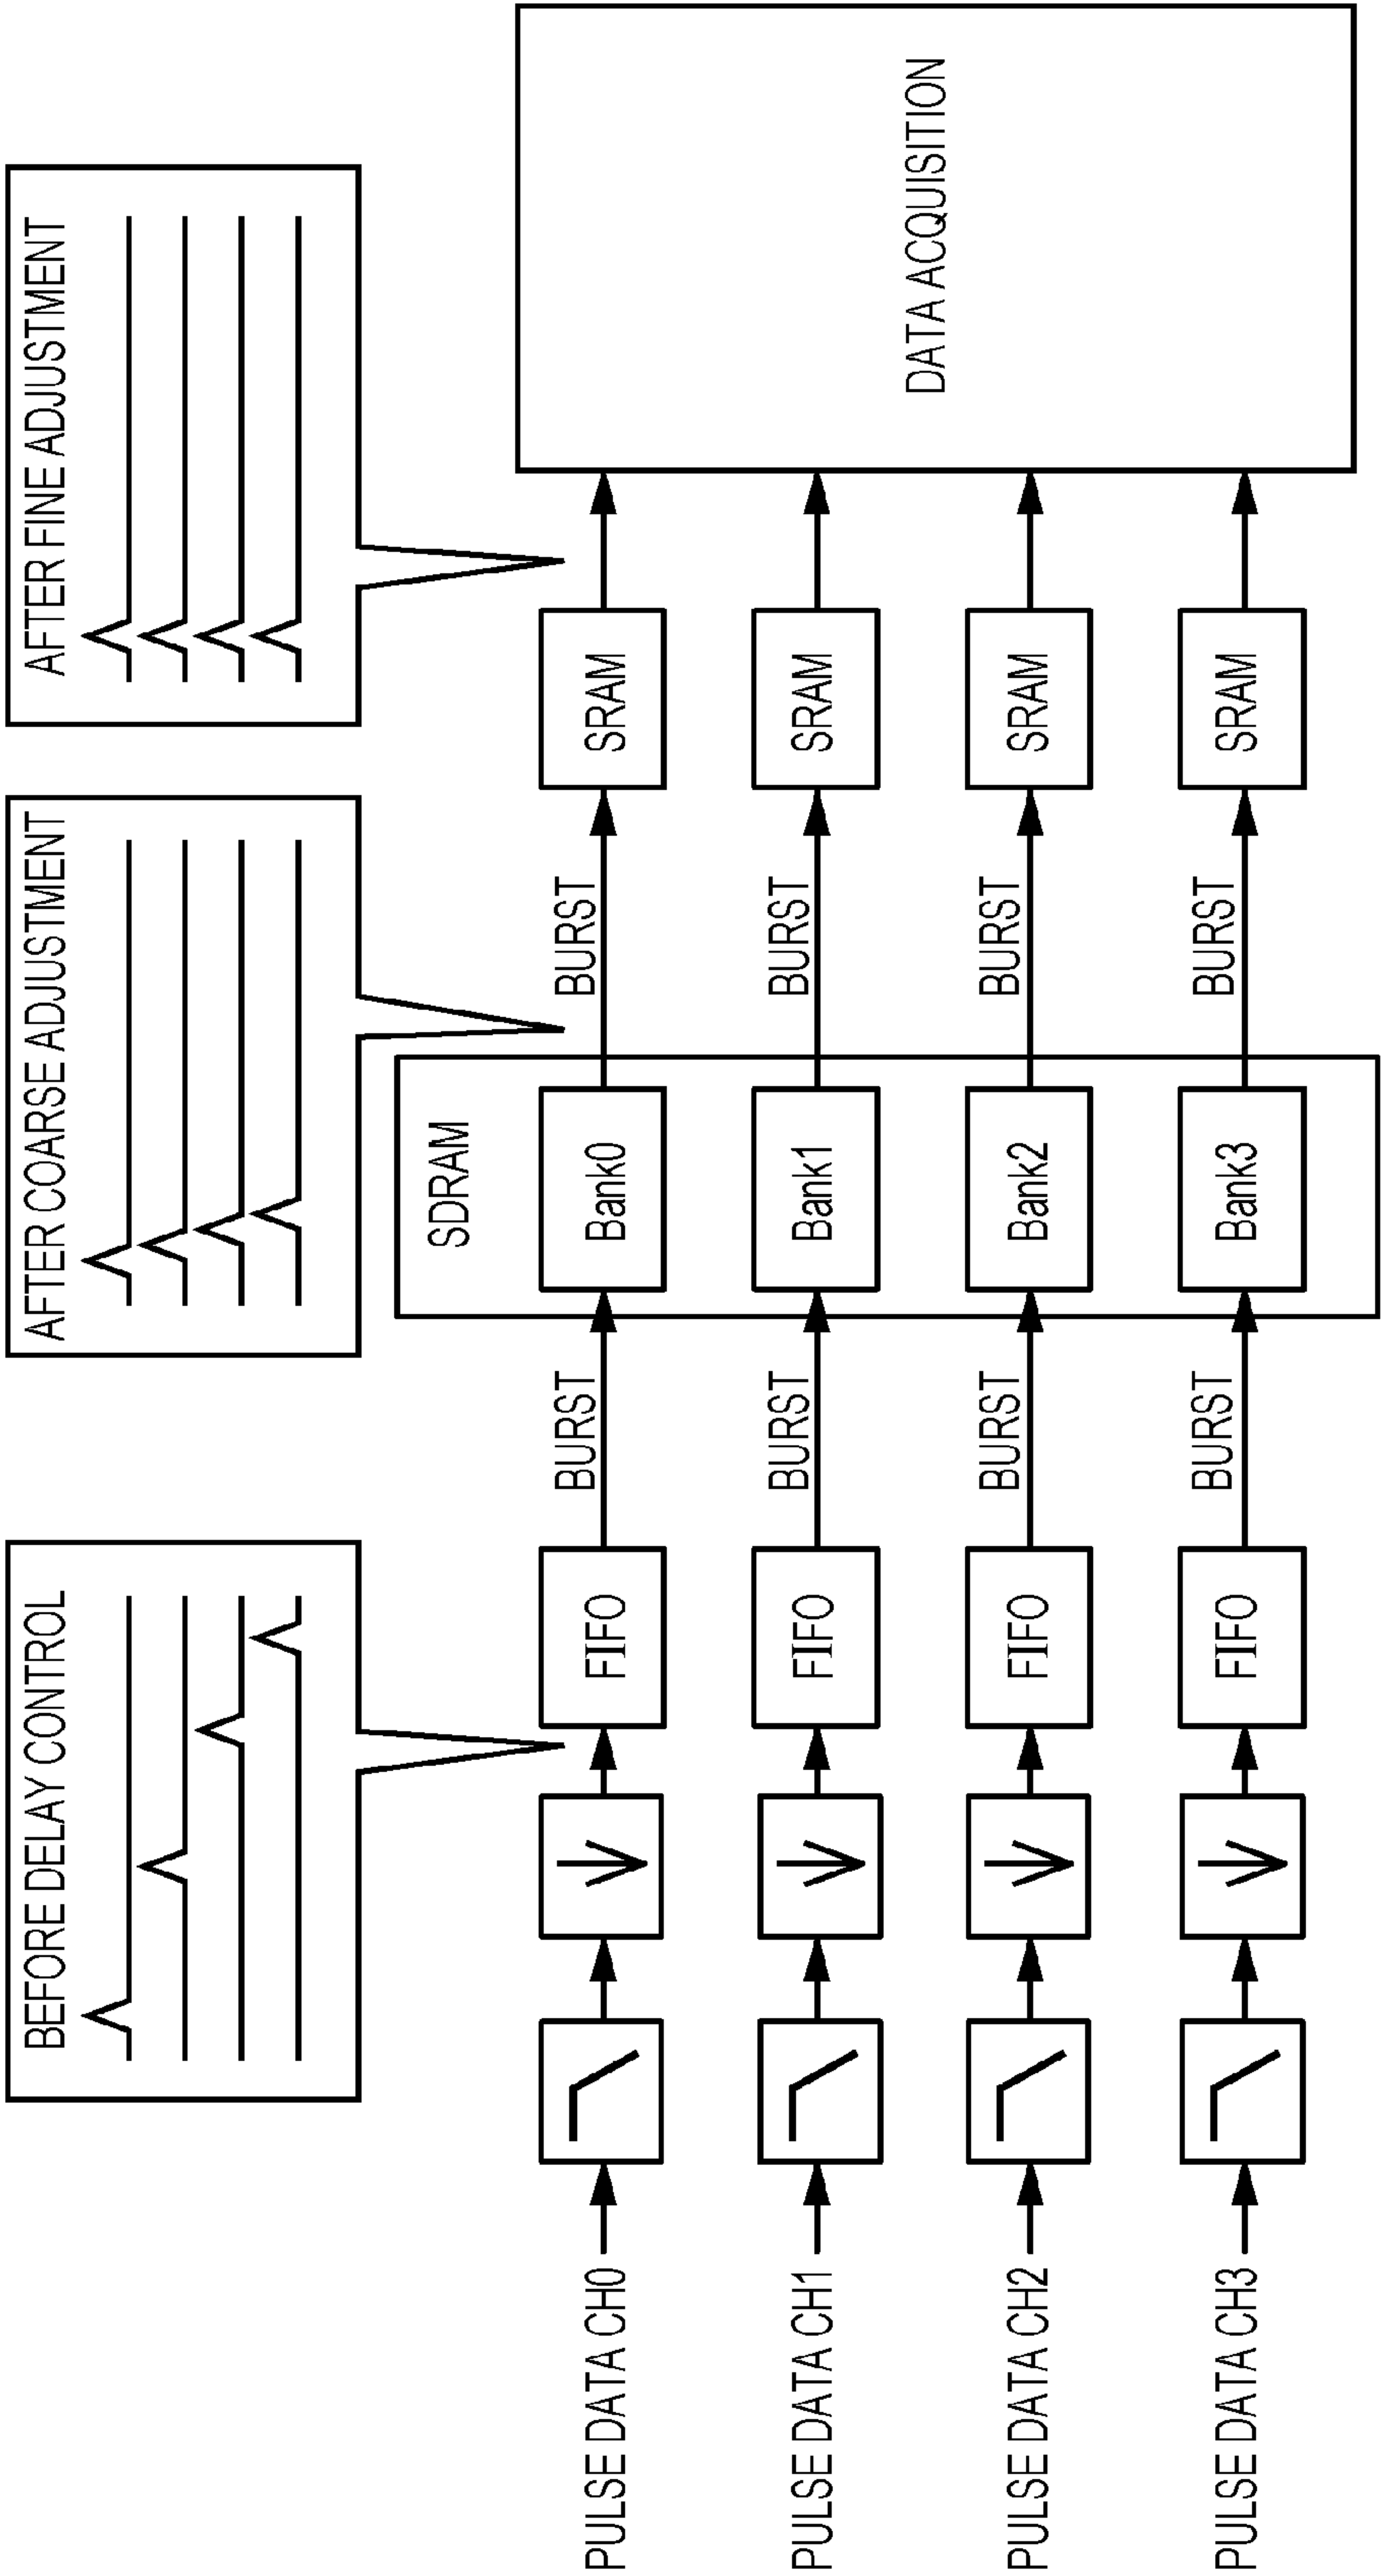 BEFORE DELAY CONTROL
AFTER COARSE ADJUSTMENT
AFTER FINE ADJUSTMENT
SDRAM
PULSE DATA CH0
FIFO
BURST
Bank0
BURST
SRAM
PULSE DATA CH1
FIFO
BURST
Bank1
BURST
SRAM
PULSE DATA CH2
FIFO
BURST
Bank2
BURST
SRAM
PULSE DATA CH3
FIFO
BURST
Bank3
BURST
SRAM
DATA ACQUISITION